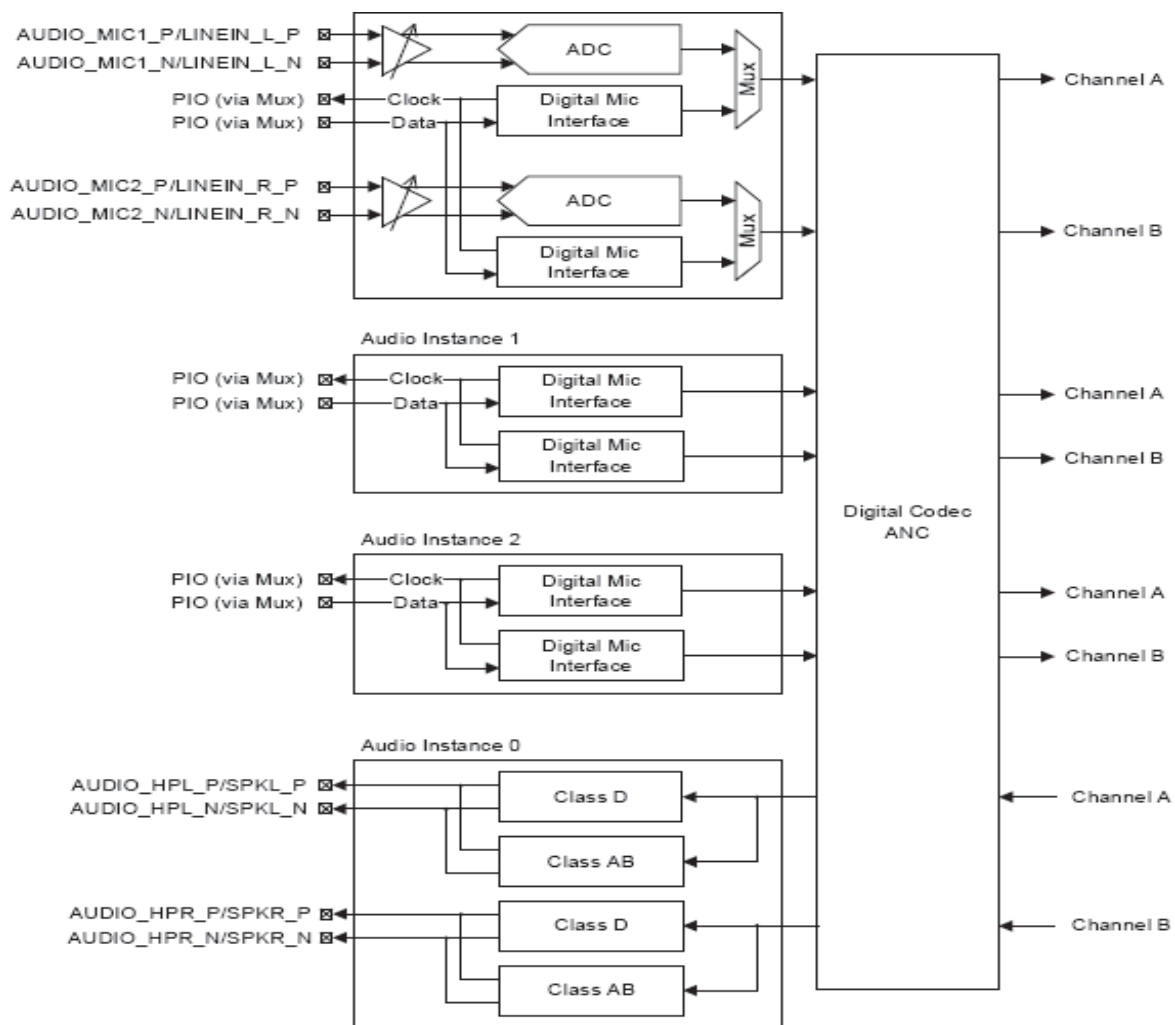 AUDIO_MIC1_P/LINEIN_L_P
AUDIO_MIC1_N/LINEIN_L_N
ADC
Mux
Channel A
PIO (via Mux)
Clock
PIO (via Mux)
Data
Digital Mic
Interface
AUDIO_MIC2_P/LINEIN_R_P
AUDIO_MIC2_N/LINEIN_R_N
ADC
Mux
Channel B
Digital Mic
Interface
Audio Instance 1
PIO (via Mux)
Clock
PIO (via Mux)
Data
Digital Mic
Interface
Channel A
Digital Mic
Interface
Channel B
Digital Codec
ANC
Audio Instance 2
PIO (via Mux)
Clock
PIO (via Mux)
Data
Digital Mic
Interface
Channel A
Digital Mic
Interface
Channel B
Audio Instance 0
AUDIO_HPL_P/SPKL_P
AUDIO_HPL_N/SPKL_N
Class D
Channel A
Class AB
AUDIO_HPR_P/SPKR_P
AUDIO_HPR_N/SPKR_N
Class D
Channel B
Class AB